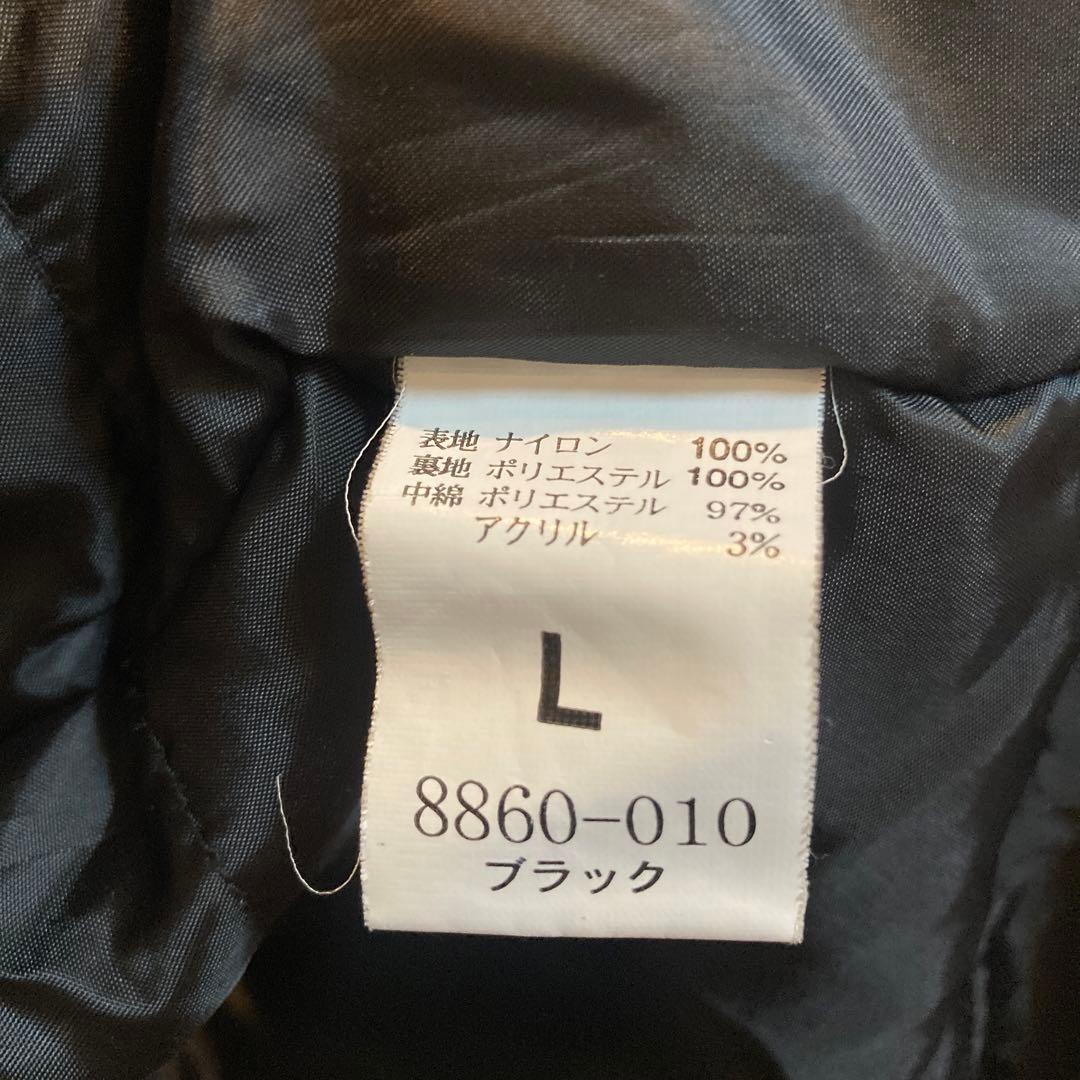 表地 ナイロン 100%
裏地 ポリエステル 100%
中綿 ポリエステル 97%
アクリル 3%
L
8860-010
ブラック